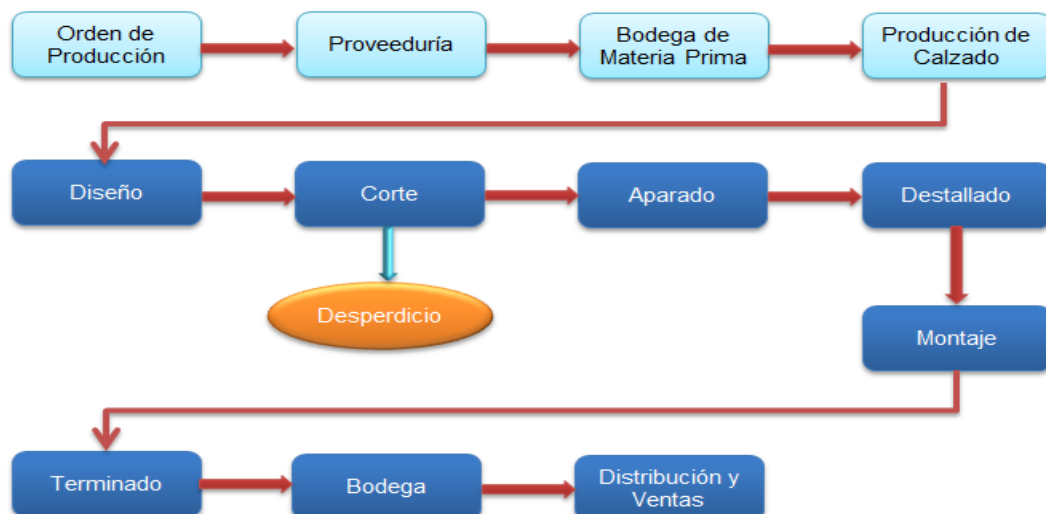 Orden de
Producción
Proveeduría
Bodega de
Materia Prima
Producción de
Calzado
Diseño
Corte
Aparado
Destallado
Desperdicio
Montaje
Terminado
Bodega
Distribución y
Ventas